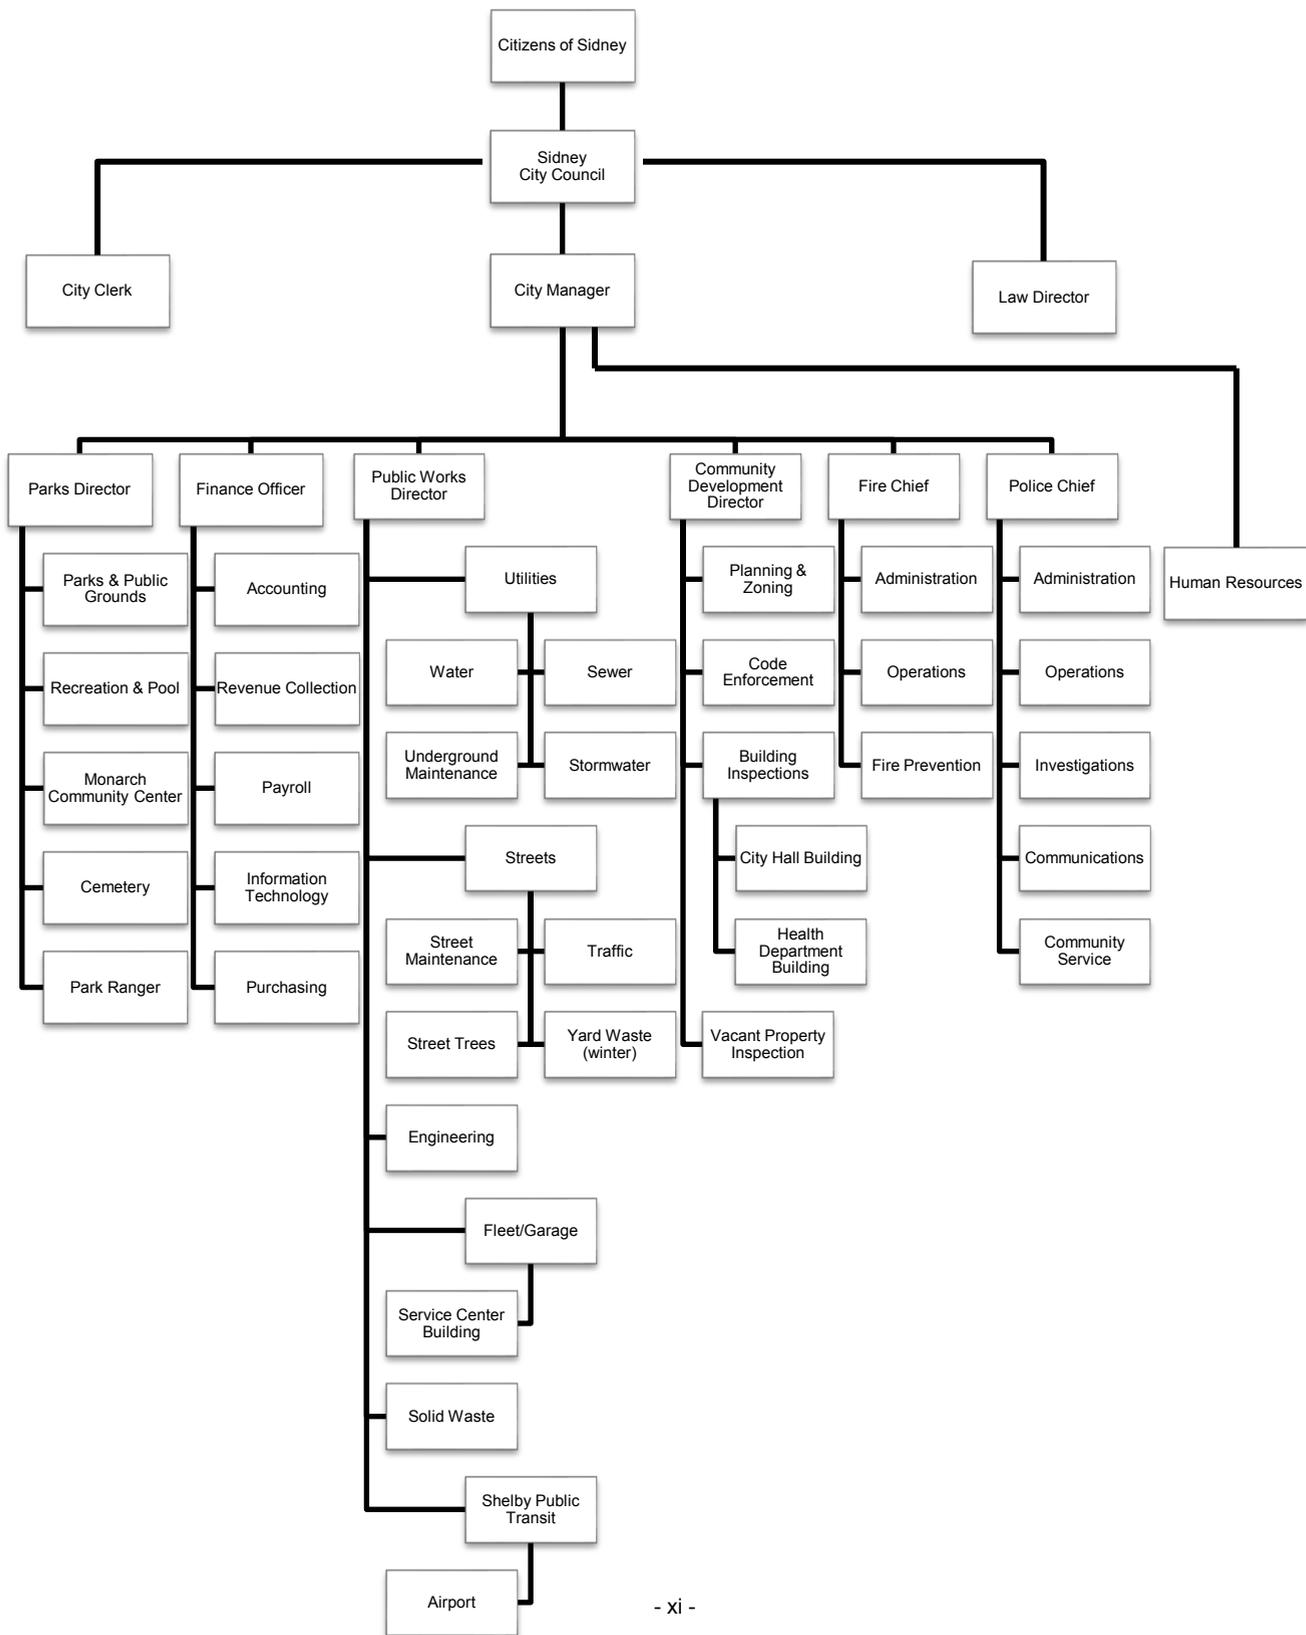 Citizens of Sidney
Sidney
City Council
City Clerk
City Manager
Law Director
Parks Director
Finance Officer
Public Works
Director
Community
Development
Director
Fire Chief
Police Chief
Human Resources
Parks & Public
Grounds
Recreation & Pool
Monarch
Community Center
Cemetery
Park Ranger
Accounting
Revenue Collection
Payroll
Information
Technology
Purchasing
Utilities
Water
Sewer
Underground
Maintenance
Stormwater
Streets
Street
Maintenance
Traffic
Street Trees
Yard Waste
(winter)
Engineering
Fleet/Garage
Service Center
Building
Solid Waste
Shelby Public
Transit
Airport
Planning &
Zoning
Code
Enforcement
Building
Inspections
City Hall Building
Health
Department
Building
Vacant Property
Inspection
Administration
Operations
Fire Prevention
Administration
Operations
Investigations
Communications
Community
Service
- xi -